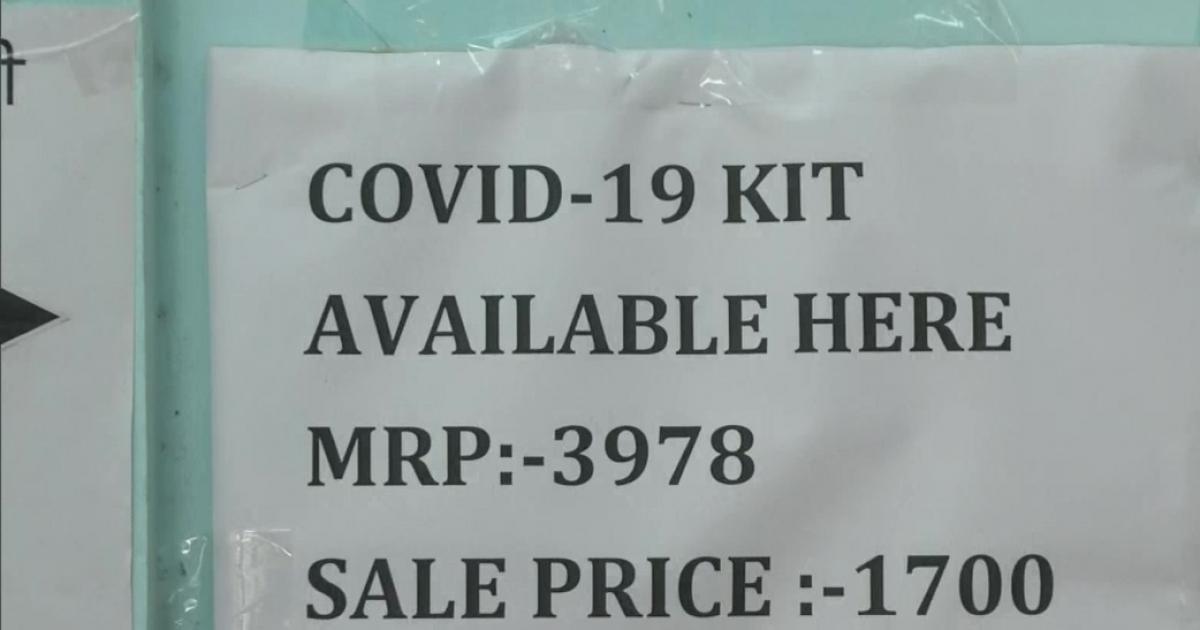 COVID-19 KIT
AVAILABLE HERE
MRP:-3978
SALE PRICE :-1700